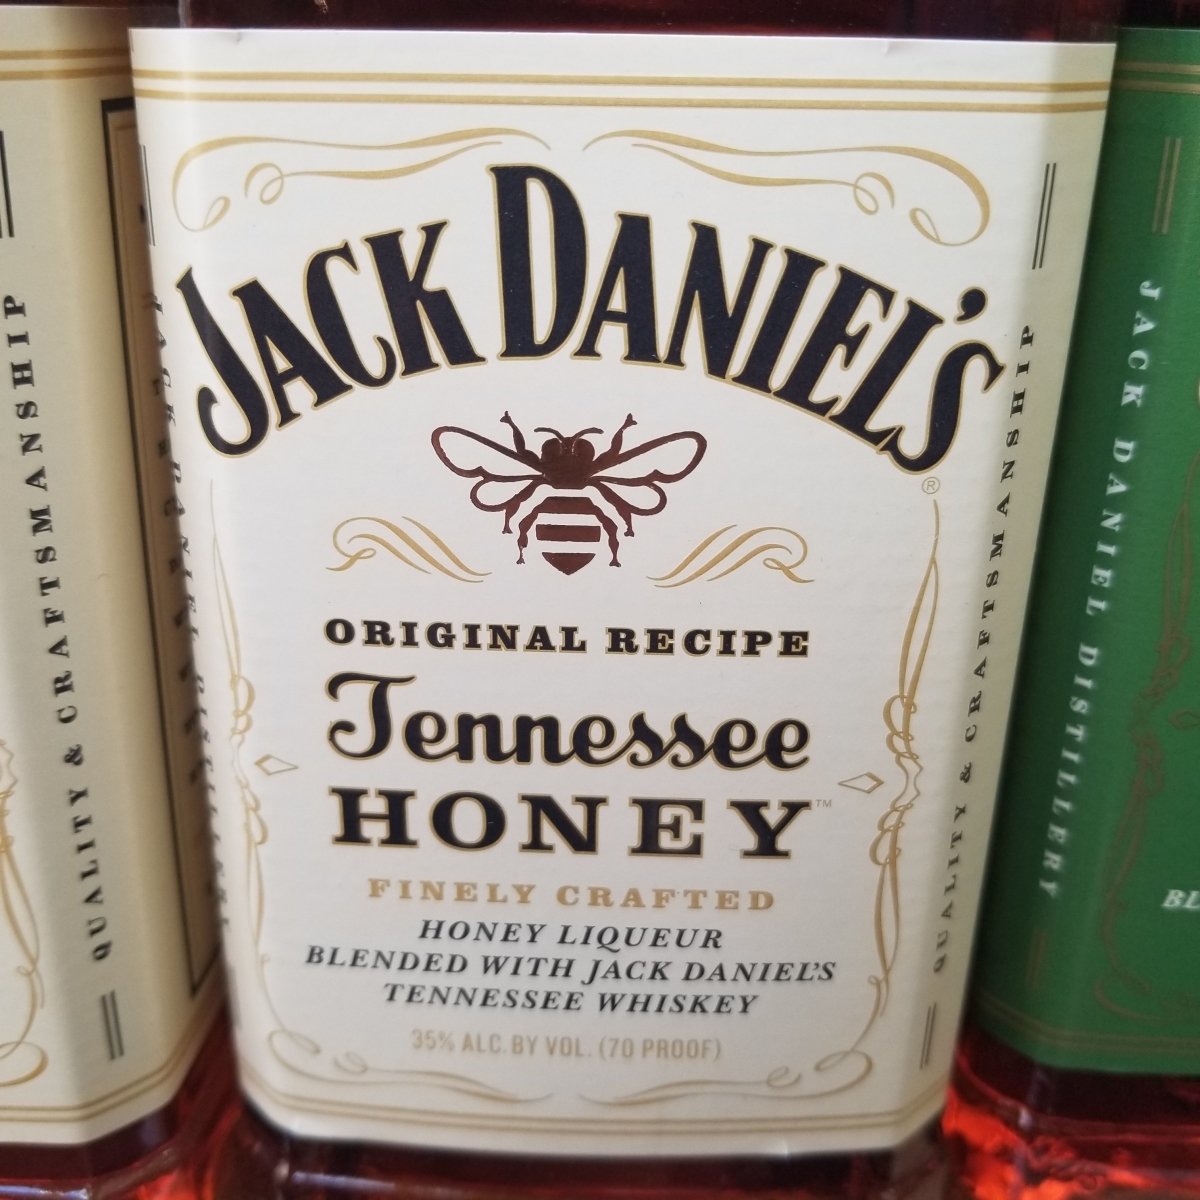 JACK DANIEL'S
®
ORIGINAL RECIPE
Tennessee
HONEY™
FINELY CRAFTED
HONEY LIQUEUR
BLENDED WITH JACK DANIEL'S
TENNESSEE WHISKEY
35% ALC. BY VOL. (70 PROOF)
QUALITY & CRAFTSMANSHIP
QUALITY & CRAFTSMANSHIP
JACK DANIEL DISTILLERY